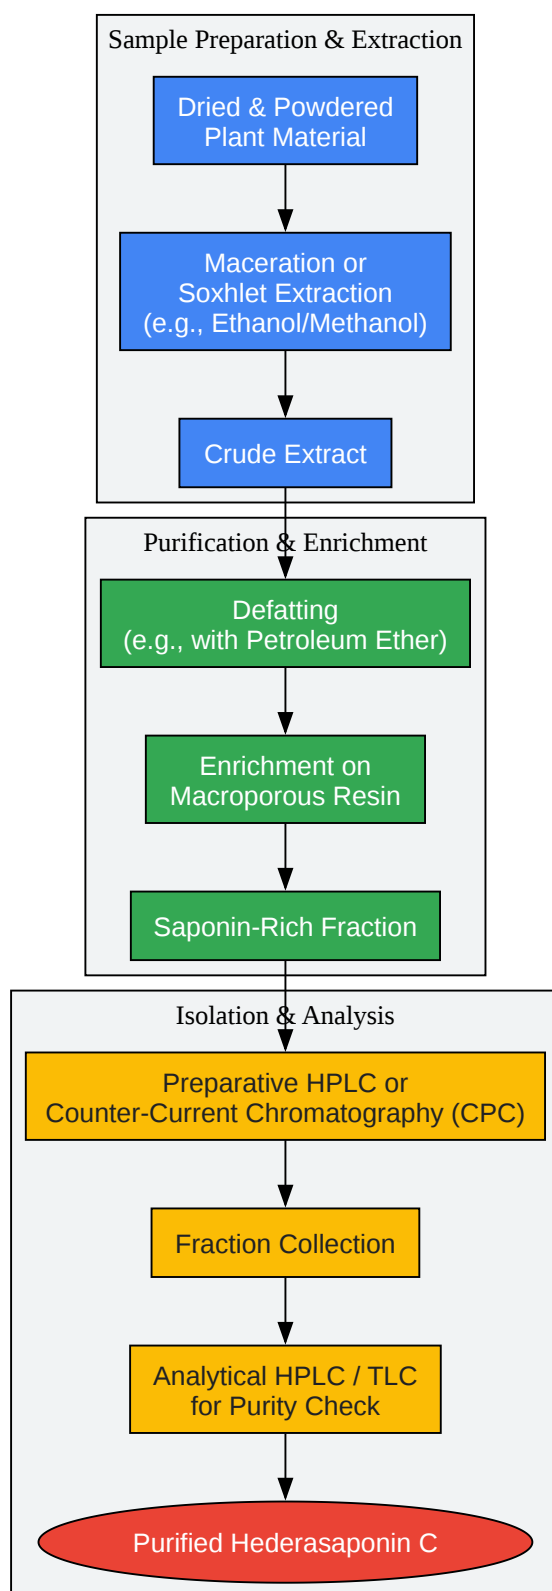 Sample Preparation & Extraction
Dried & Powdered
Plant Material
Maceration or
Soxhlet Extraction
(e.g., Ethanol/Methanol)
Crude Extract
Purification & Enrichment
Defatting
(e.g., with Petroleum Ether)
Enrichment on
Macroporous Resin
Saponin-Rich Fraction
Isolation & Analysis
Preparative HPLC or
Counter-Current Chromatography (CPC)
Fraction Collection
Analytical HPLC / TLC
for Purity Check
Purified Hederasaponin C